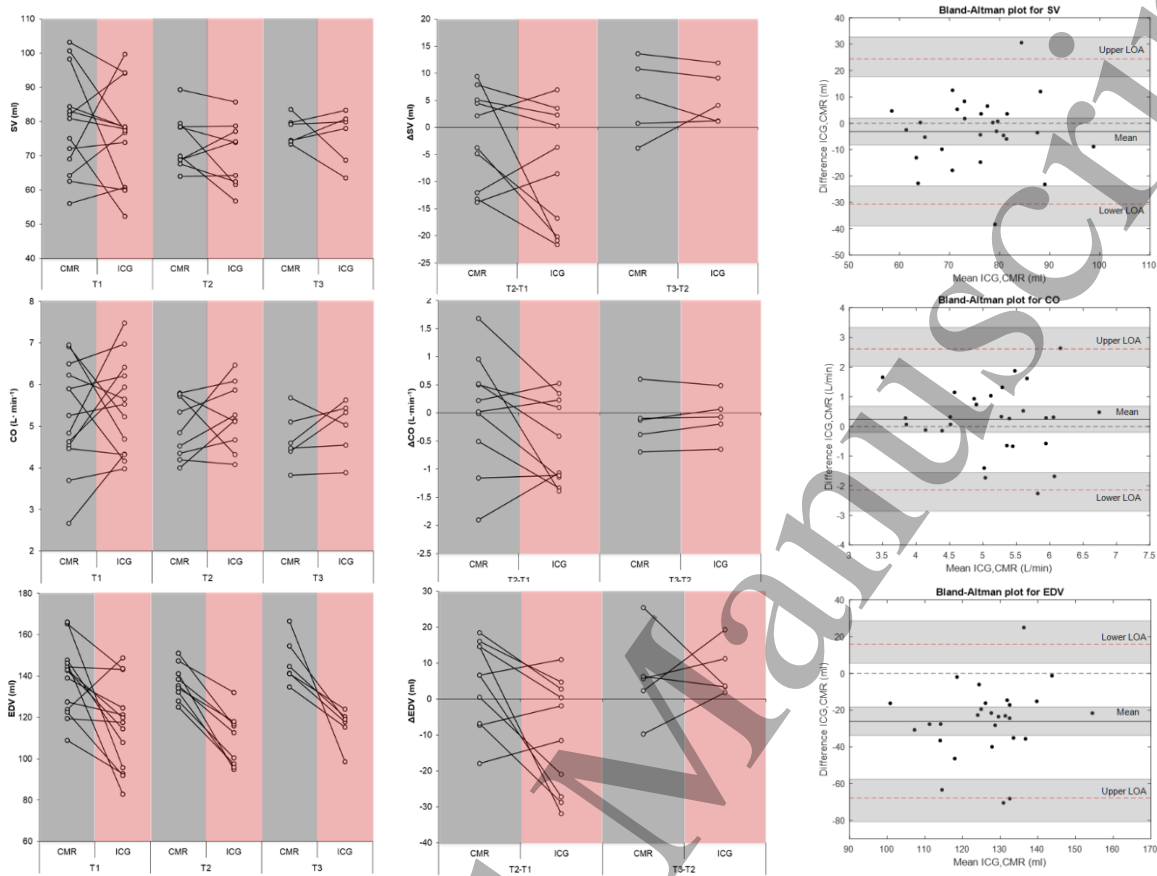 110
100
90
80
70
60
50
40
SV (ml)
CMR
ICG
CMR
ICG
CMR
ICG
T1
T2
T3
20
15
10
5
0
-5
-10
-15
-20
-25
ΔSV (ml)
CMR
ICG
CMR
ICG
T2-T1
T3-T2
Bland-Altman plot for SV
40
30
20
10
0
-10
-20
-30
-40
-50
Difference ICG,CMR (ml)
Upper LOA
Mean
Lower LOA
50
60
70
80
90
100
110
Mean ICG,CMR (ml)
8
7
6
5
4
3
2
CO (L· min⁻¹)
CMR
ICG
CMR
ICG
CMR
ICG
T1
T2
T3
2
1.5
1
0.5
0
-0.5
-1
-1.5
-2
-2.5
ΔCO (L·min⁻¹)
CMR
ICG
CMR
ICG
T2-T1
T3-T2
Bland-Altman plot for CO
4
3
2
1
0
-1
-2
-3
-4
Difference ICG,CMR (L/min)
Upper LOA
Mean
Lower LOA
3
3.5
4
4.5
5
5.5
6
6.5
7
7.5
Mean ICG,CMR (L/min)
180
160
140
120
100
80
60
EDV (ml)
CMR
ICG
CMR
ICG
CMR
ICG
T1
T2
T3
30
20
10
0
-10
-20
-30
-40
ΔEDV (ml)
CMR
ICG
CMR
ICG
T2-T1
T3-T2
Bland-Altman plot for EDV
40
20
0
-20
-40
-60
-80
-90
Difference ICG,CMR (ml)
Lower LOA
Mean
Upper LOA
90
100
110
120
130
140
150
160
170
Mean ICG,CMR (ml)
Manuscri